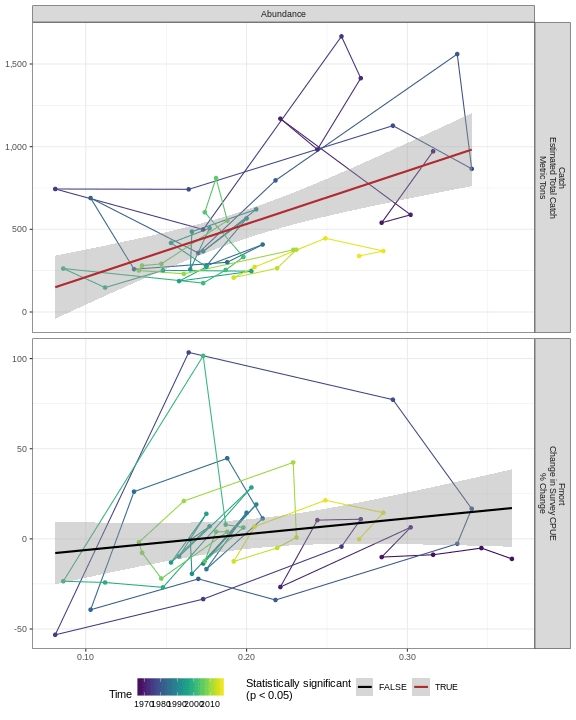 Abundance
1,500
1,000
500
0
Catch
Estimated Total Catch
Metric Tons
100
50
0
-50
Fmort
Change in Survey CPUE
% Change
0.10
0.20
0.30
Time
1970 1980 1990 2000 2010
Statistically significant
(p < 0.05)
FALSE
TRUE